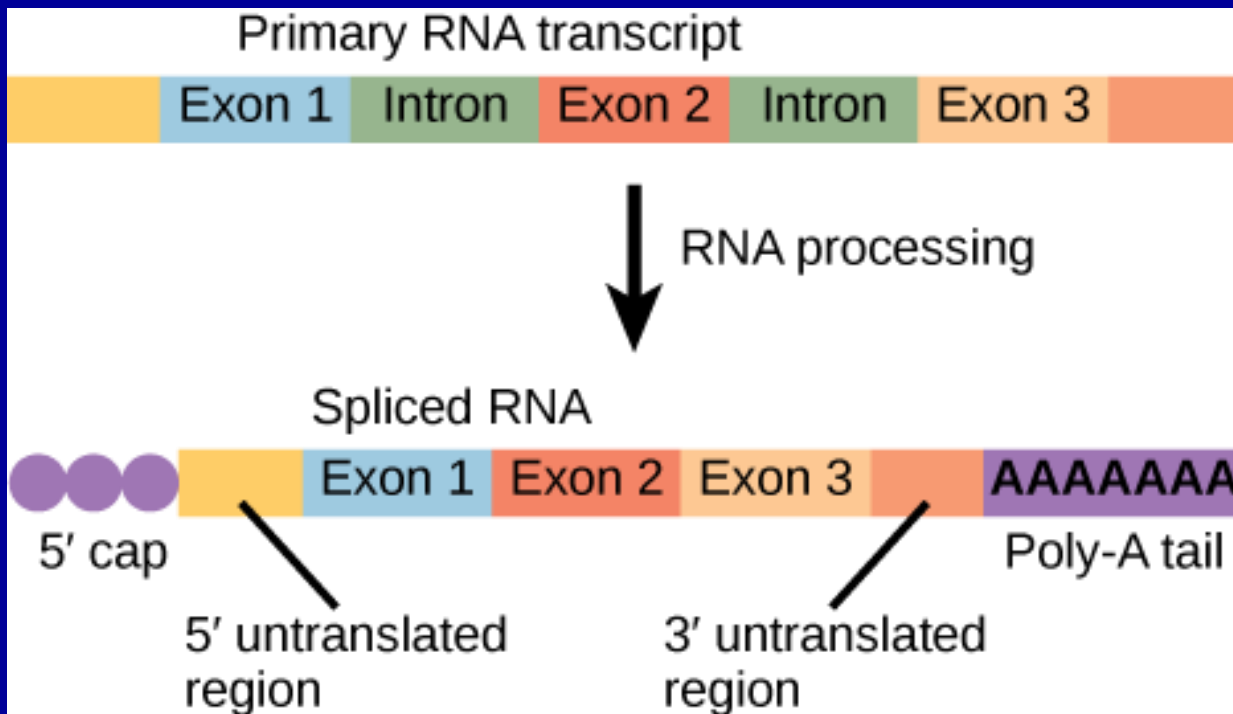 Primary RNA transcript
Exon 1 Intron Exon 2 Intron Exon 3
RNA processing
Spliced RNA
Exon 1 Exon 2 Exon 3 AAAAAAA
5′ cap Poly-A tail
5′ untranslated region
3′ untranslated region